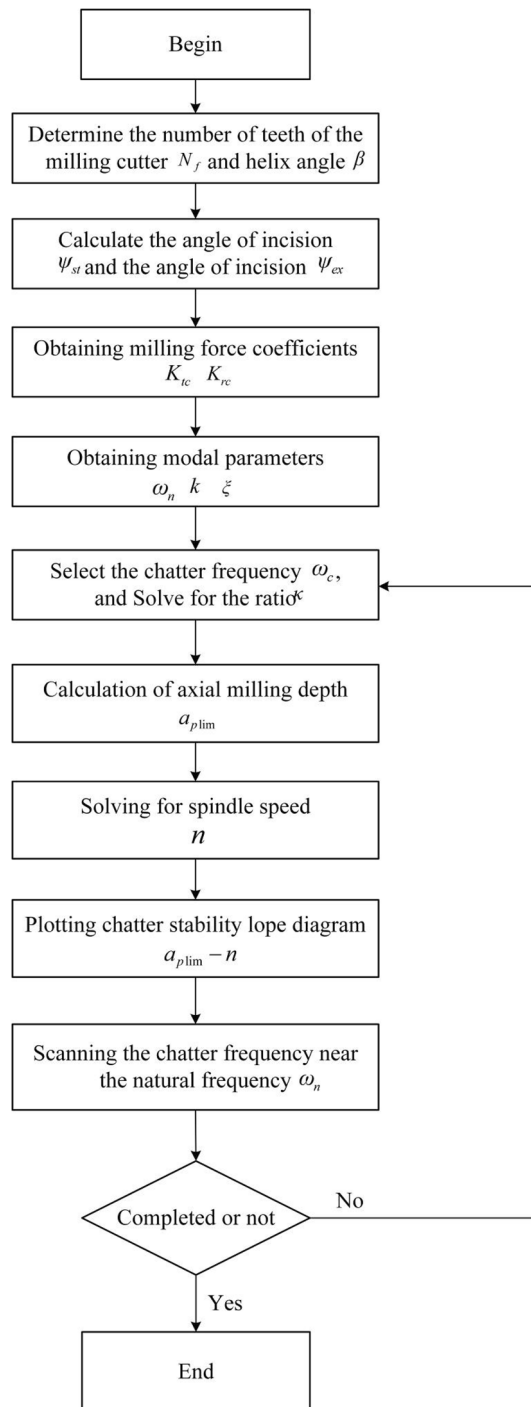 Begin
Determine the number of teeth of the
milling cutter N_f and helix angle β
Calculate the angle of incision
ψ_st and the angle of incision ψ_ex
Obtaining milling force coefficients
K_tc K_rc
Obtaining modal parameters
ω_n k ξ
Select the chatter frequency ω_c,
and Solve for the ratio κ
Calculation of axial milling depth
a_plim
Solving for spindle speed
n
Plotting chatter stability lope diagram
a_plim − n
Scanning the chatter frequency near
the natural frequency ω_n
Completed or not
No
Yes
End